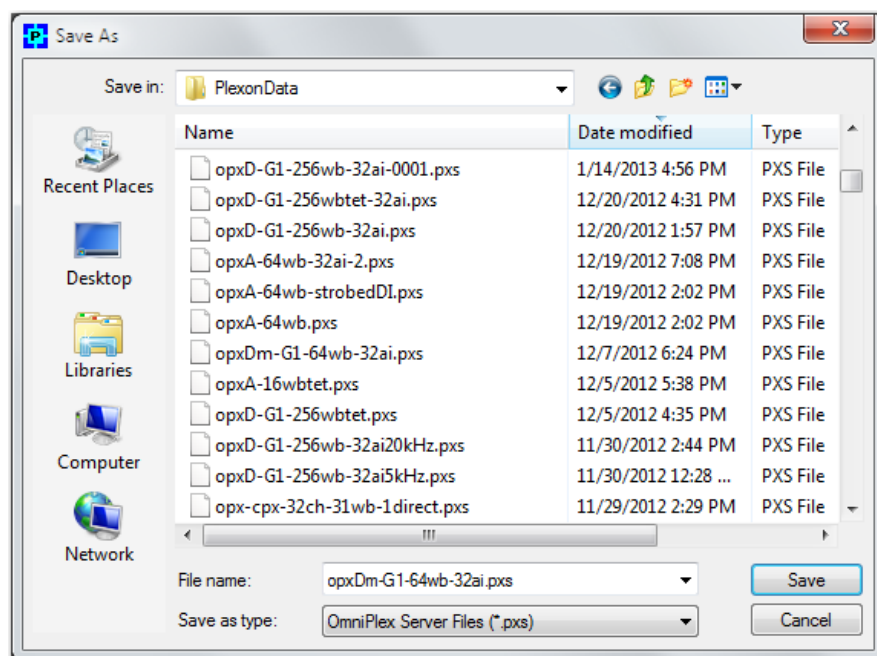 P Save As x
Save in: PlexonData
Name Date modified Type
opxD-G1-256wb-32ai-0001.pxs 1/14/2013 4:56 PM PXS File
Recent Places
opxD-G1-256wbtet-32ai.pxs 12/20/2012 4:31 PM PXS File
opxD-G1-256wb-32ai.pxs 12/20/2012 1:57 PM PXS File
opxA-64wb-32ai-2.pxs 12/19/2012 7:08 PM PXS File
Desktop
opxA-64wb-strobedDI.pxs 12/19/2012 2:02 PM PXS File
opxA-64wb.pxs 12/19/2012 2:02 PM PXS File
opxDm-G1-64wb-32ai.pxs 12/7/2012 6:24 PM PXS File
Libraries
opxA-16wbtet.pxs 12/5/2012 5:38 PM PXS File
opxD-G1-256wbtet.pxs 12/5/2012 4:35 PM PXS File
opxD-G1-256wb-32ai20kHz.pxs 11/30/2012 2:44 PM PXS File
Computer
opxD-G1-256wb-32ai5kHz.pxs 11/30/2012 12:28 ... PXS File
opx-cpx-32ch-31wb-1direct.pxs 11/29/2012 2:29 PM PXS File
Network
File name: opxDm-G1-64wb-32ai.pxs Save
Save as type: OmniPlex Server Files (*.pxs) Cancel